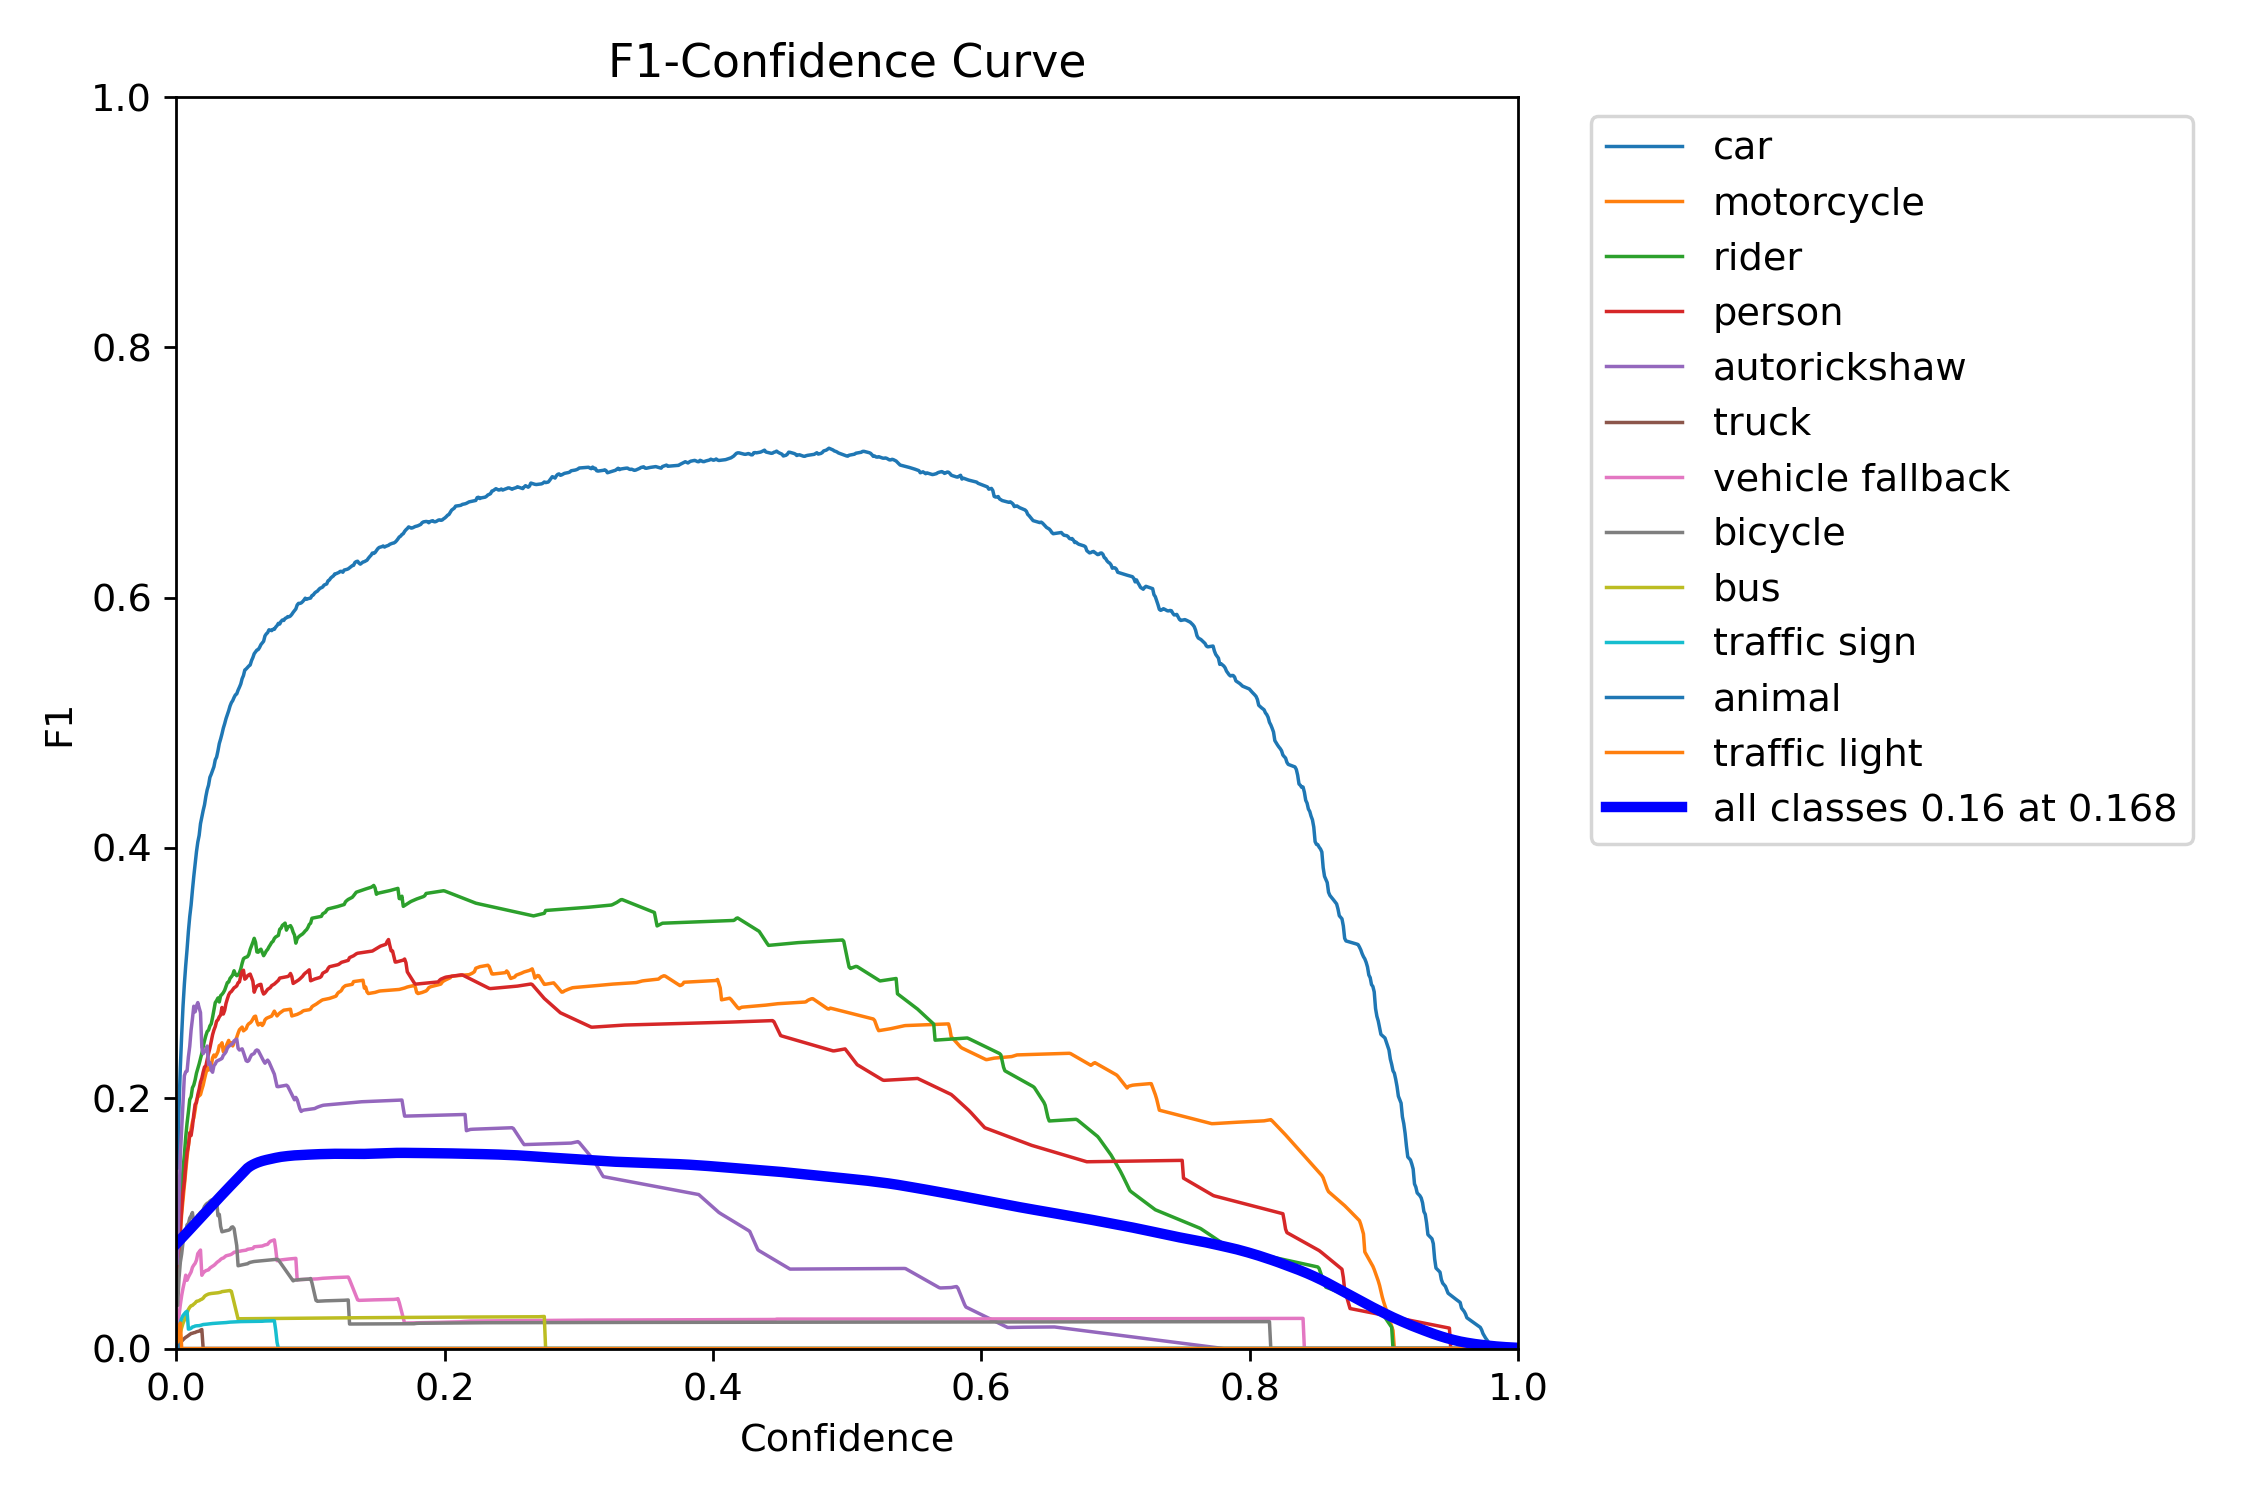 F1-Confidence Curve
1.0
0.8
0.6
0.4
0.2
0.0
F1
0.0 0.2 0.4 0.6 0.8 1.0
Confidence
car
motorcycle
rider
person
autorickshaw
truck
vehicle fallback
bicycle
bus
traffic sign
animal
traffic light
all classes 0.16 at 0.168